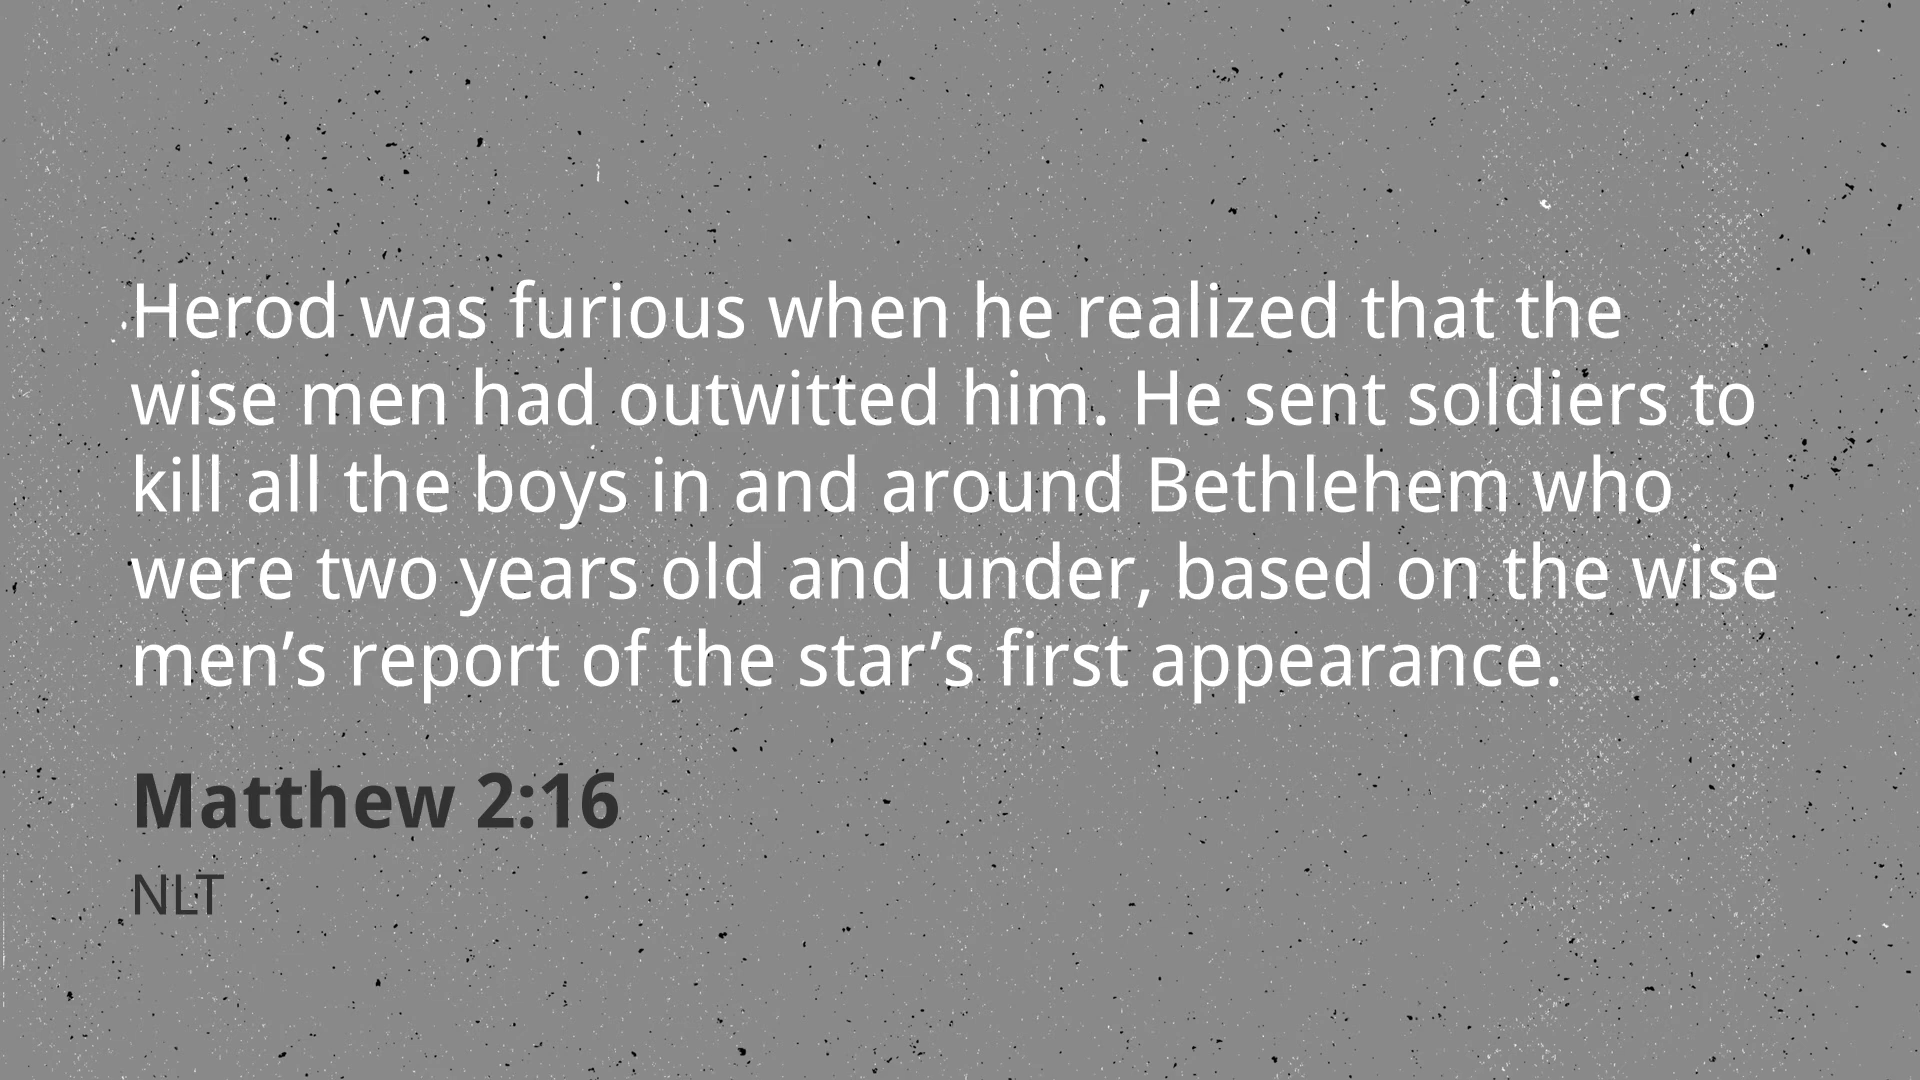 Herod was furious when he realized that the
wise men had outwitted him. He sent soldiers to
kill all the boys in and around Bethlehem who
were two years old and under, based on the wise
men’s report of the star’s first appearance.
Matthew 2:16
NLT